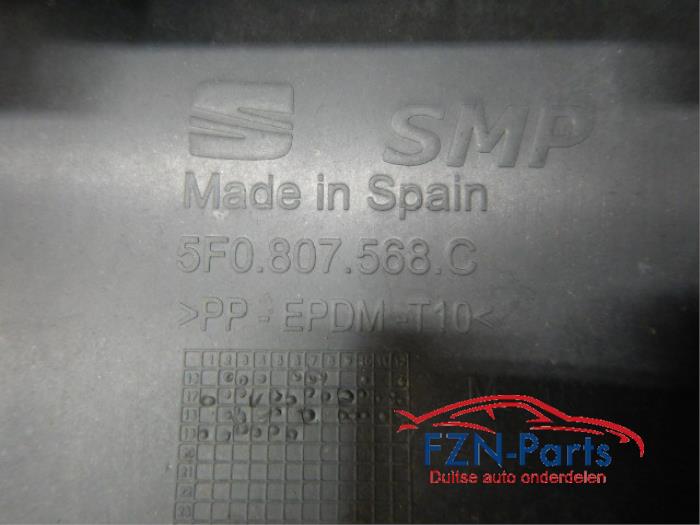 SMP
Made in Spain
5F0.807.568.C
>PP - EPDM -T10<
FZN-Parts
Duitse auto onderdelen